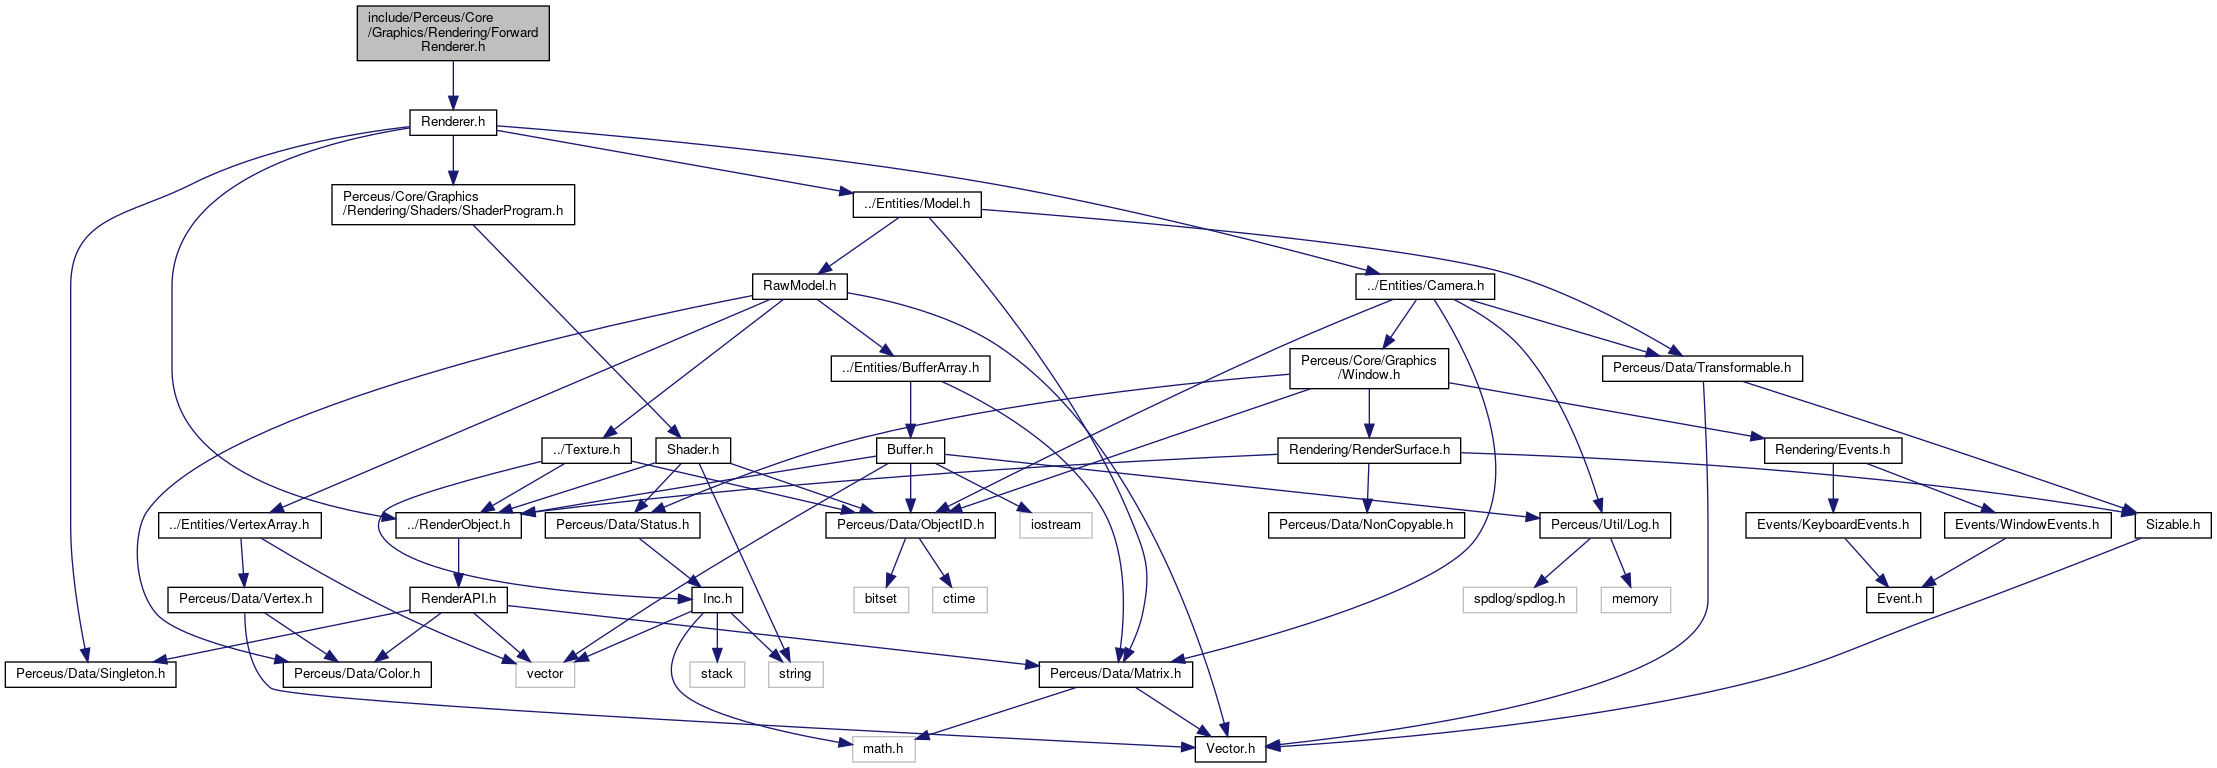 include/Perceus/Core
/Graphics/Rendering/Forward
Renderer.h
Renderer.h
Perceus/Core/Graphics
/Rendering/Shaders/ShaderProgram.h
../Entities/Model.h
RawModel.h
../Entities/Camera.h
../Entities/BufferArray.h
Perceus/Core/Graphics
/Window.h
Perceus/Data/Transformable.h
../Texture.h
Shader.h
Buffer.h
Rendering/RenderSurface.h
Rendering/Events.h
../Entities/VertexArray.h
../RenderObject.h
Perceus/Data/Status.h
Perceus/Data/ObjectID.h
iostream
Perceus/Data/NonCopyable.h
Perceus/Util/Log.h
Events/KeyboardEvents.h
Events/WindowEvents.h
Sizable.h
Perceus/Data/Vertex.h
RenderAPI.h
Inc.h
bitset
ctime
spdlog/spdlog.h
memory
Event.h
Perceus/Data/Singleton.h
Perceus/Data/Color.h
vector
stack
string
Perceus/Data/Matrix.h
math.h
Vector.h